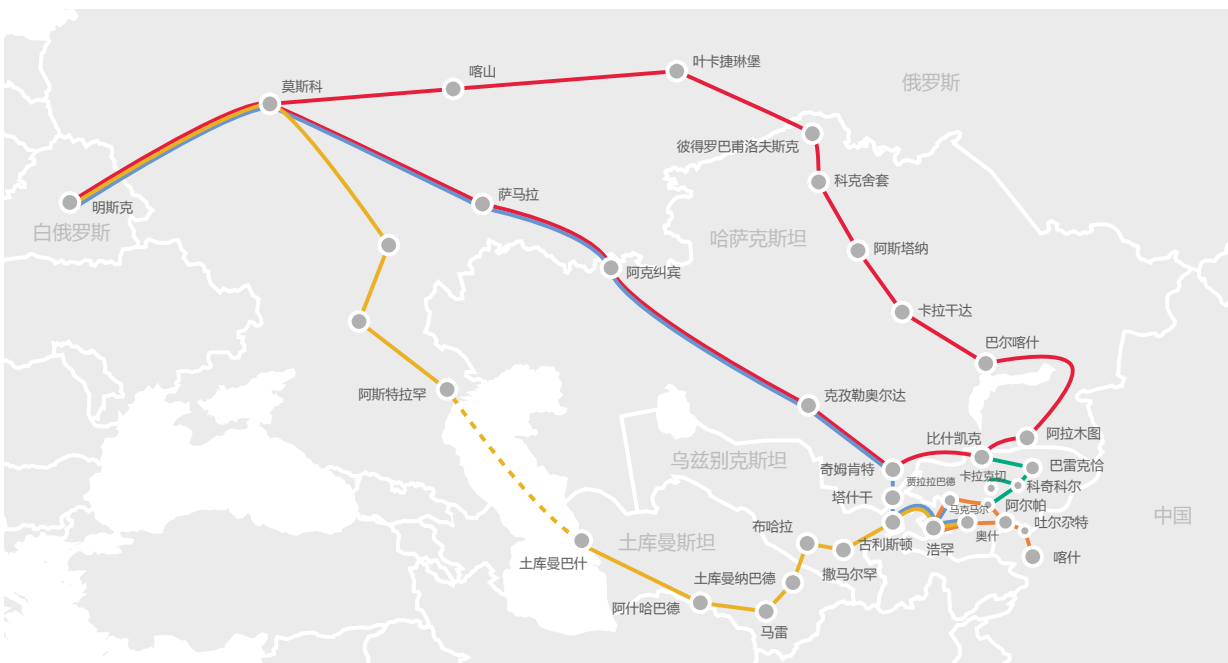 叶卡捷琳堡
喀山
俄罗斯
莫斯科
彼得罗巴甫洛夫斯克
科克舍套
萨马拉
明斯克
白俄罗斯
哈萨克斯坦
阿斯塔纳
阿克纠宾
卡拉干达
巴尔喀什
阿斯特拉罕
克孜勒奥尔达
比什凯克
阿拉木图
乌兹别克斯坦
奇姆肯特
巴雷克恰
卡拉克切
贾拉拉巴德
科奇科尔
塔什干
马克马尔
阿尔帕
中国
布哈拉
吐尔尕特
土库曼斯坦
古利斯顿
浩罕
奥什
喀什
土库曼巴什
土库曼纳巴德
撒马尔罕
阿什哈巴德
马雷